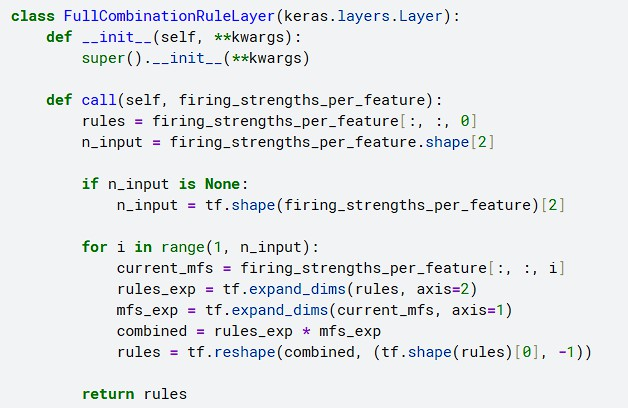 class FullCombinationRuleLayer(keras.layers.Layer):
    def __init__(self, **kwargs):
        super().__init__(**kwargs)

    def call(self, firing_strengths_per_feature):
        rules = firing_strengths_per_feature[:, :, 0]
        n_input = firing_strengths_per_feature.shape[2]

        if n_input is None:
            n_input = tf.shape(firing_strengths_per_feature)[2]

        for i in range(1, n_input):
            current_mfs = firing_strengths_per_feature[:, :, i]
            rules_exp = tf.expand_dims(rules, axis=2)
            mfs_exp = tf.expand_dims(current_mfs, axis=1)
            combined = rules_exp * mfs_exp
            rules = tf.reshape(combined, (tf.shape(rules)[0], -1))

        return rules